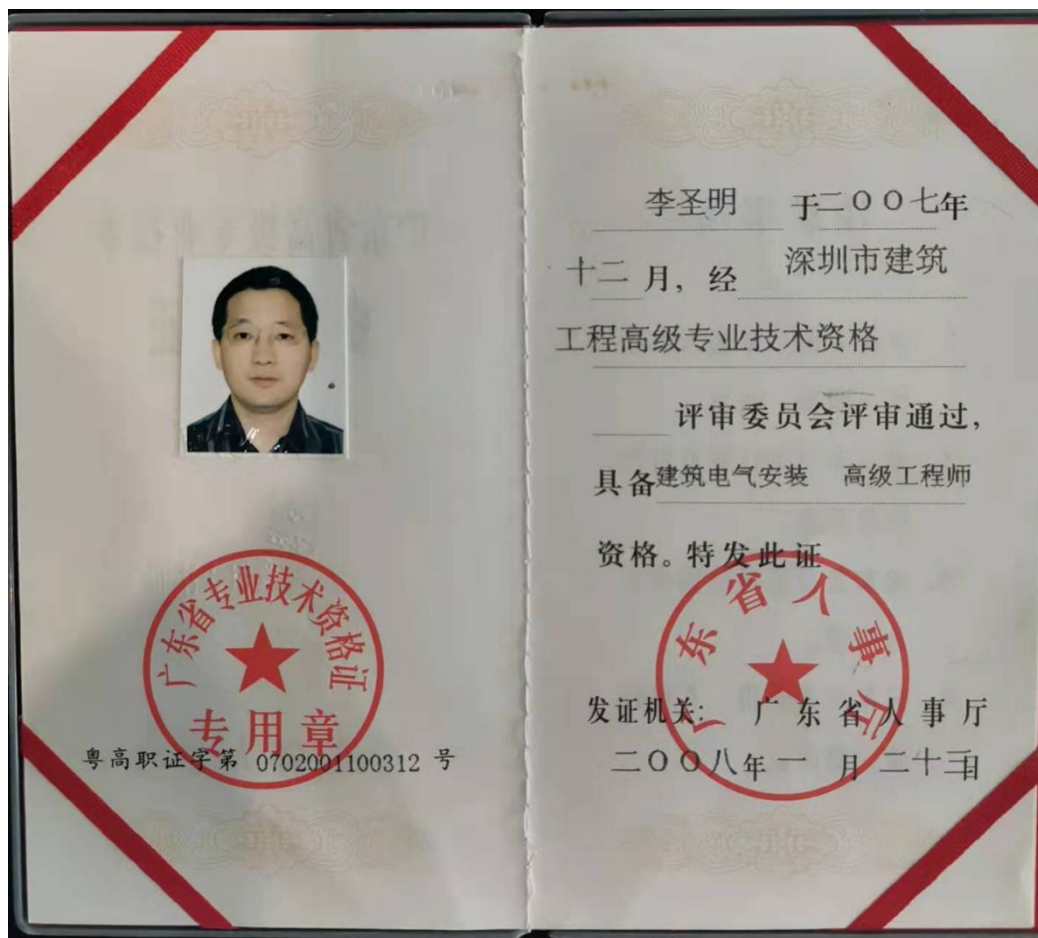 广东省专业技术资格证
专用章
粤高职证字第 0702001100312 号
李圣明 于二〇〇七年
十二月，经 深圳市建筑
工程高级专业技术资格
评审委员会评审通过，
具备建筑电气安装 高级工程师
资格。特发此证
广东省人事厅
发证机关：广东省人事厅
二〇〇八年一月二十三日